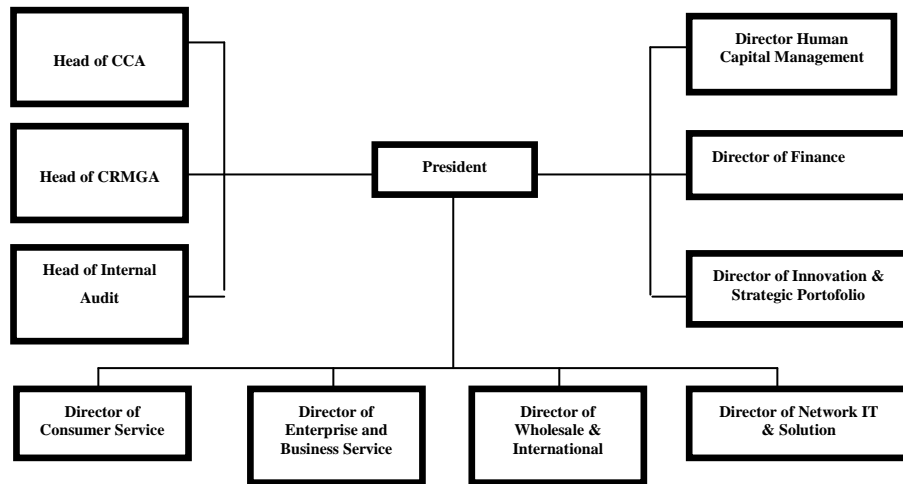 Head of CCA
Director Human
Capital Management
Head of CRMGA
President
Director of Finance
Head of Internal
Audit
Director of Innovation &
Strategic Portofolio
Director of
Consumer Service
Director of
Enterprise and
Business Service
Director of
Wholesale &
International
Director of Network IT
& Solution